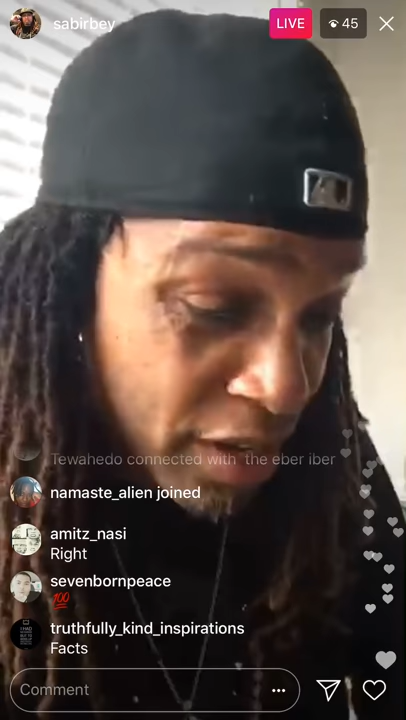 sabirbey
LIVE
45
Tewahedo connected with the eber iber
namaste_alien joined
amitz_nasi
Right
sevenbornpeace
💯
truthfully_kind_inspirations
Facts
Comment